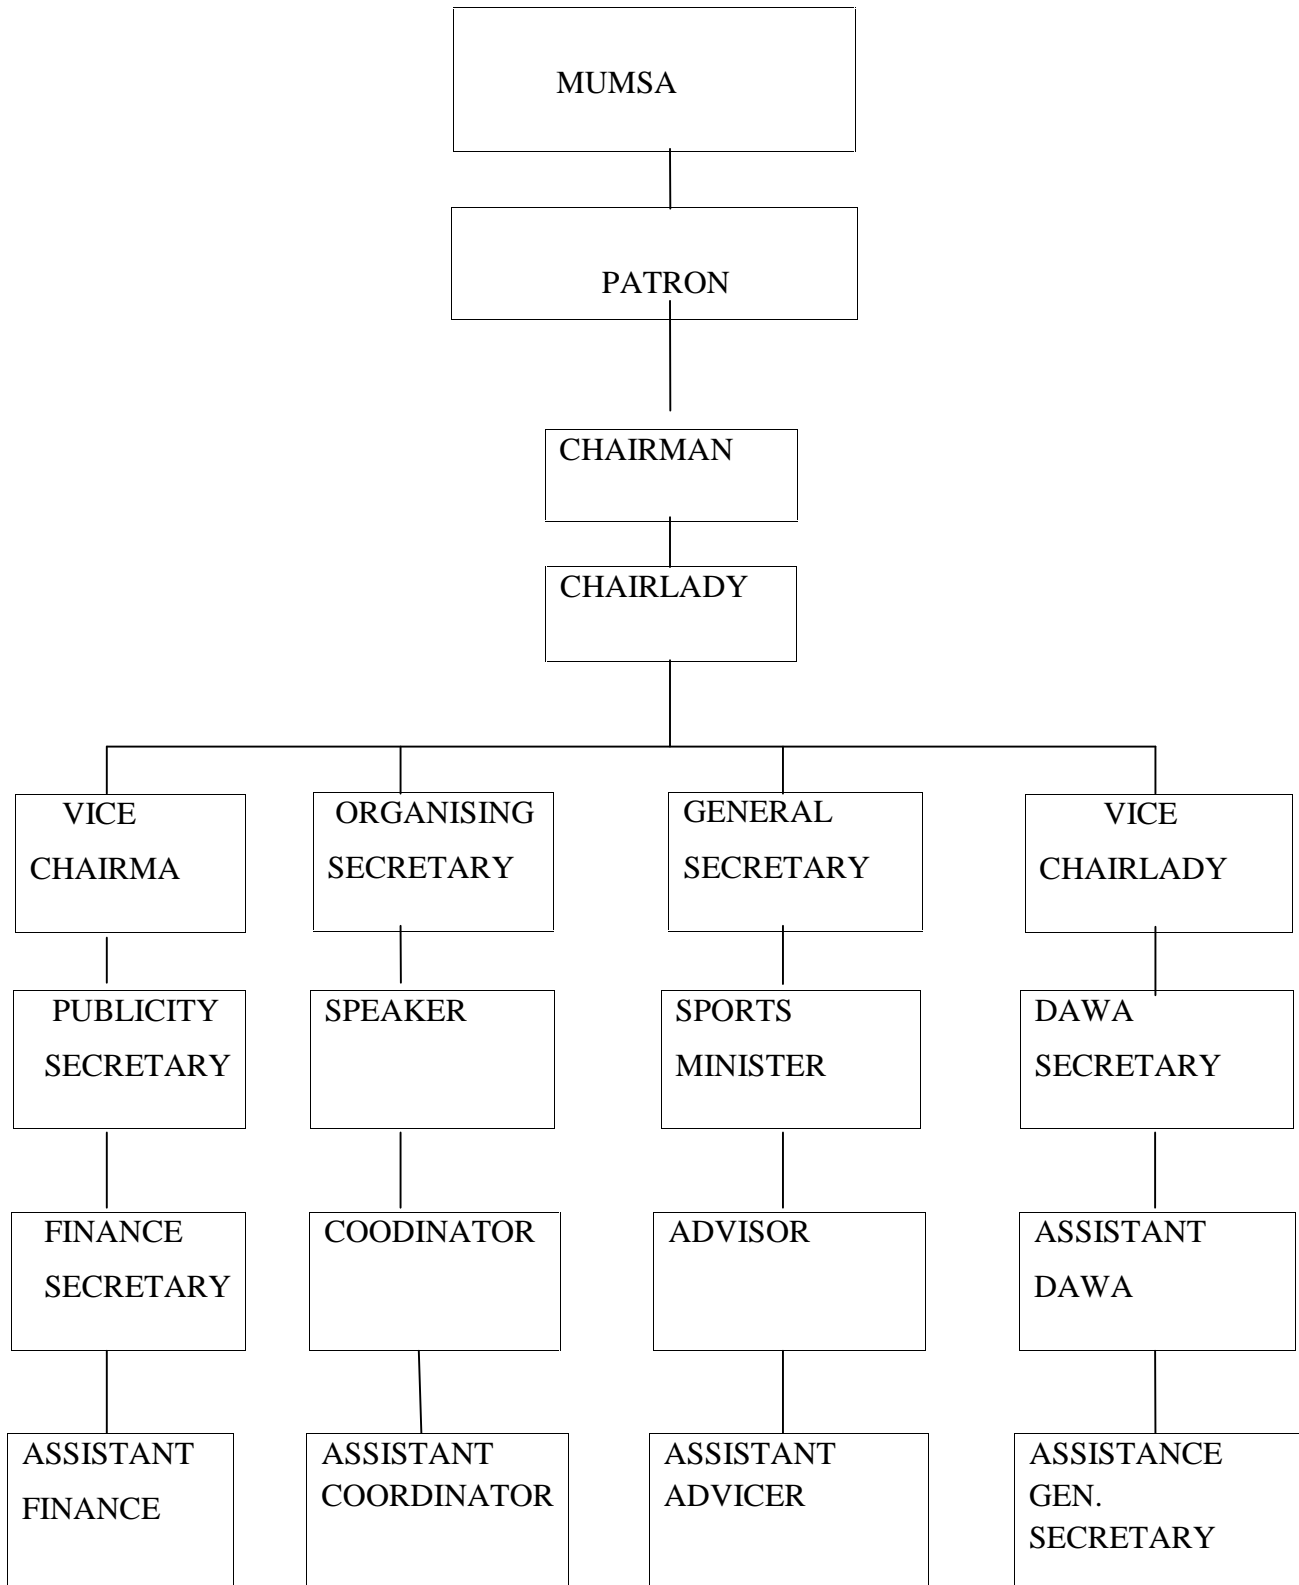 MUMSA
PATRON
CHAIRMAN
CHAIRLADY
VICE
CHAIRMA
ORGANISING
SECRETARY
GENERAL
SECRETARY
VICE
CHAIRLADY
PUBLICITY
SECRETARY
SPEAKER
SPORTS
MINISTER
DAWA
SECRETARY
FINANCE
SECRETARY
COODINATOR
ADVISOR
ASSISTANT
DAWA
ASSISTANT
FINANCE
ASSISTANT
COORDINATOR
ASSISTANT
ADVICER
ASSISTANCE
GEN.
SECRETARY